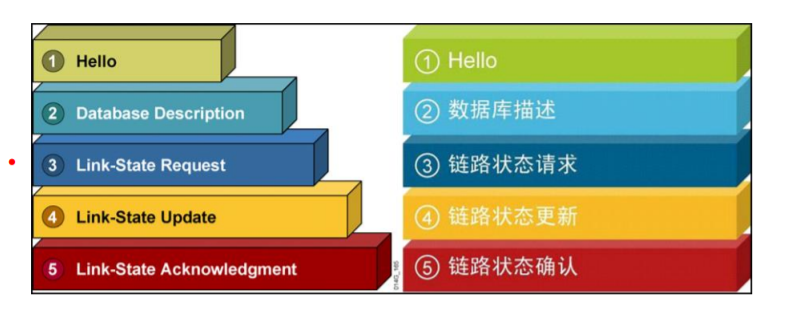 1 Hello
2 Database Description
3 Link-State Request
4 Link-State Update
5 Link-State Acknowledgment
① Hello
② 数据库描述
③ 链路状态请求
④ 链路状态更新
⑤ 链路状态确认